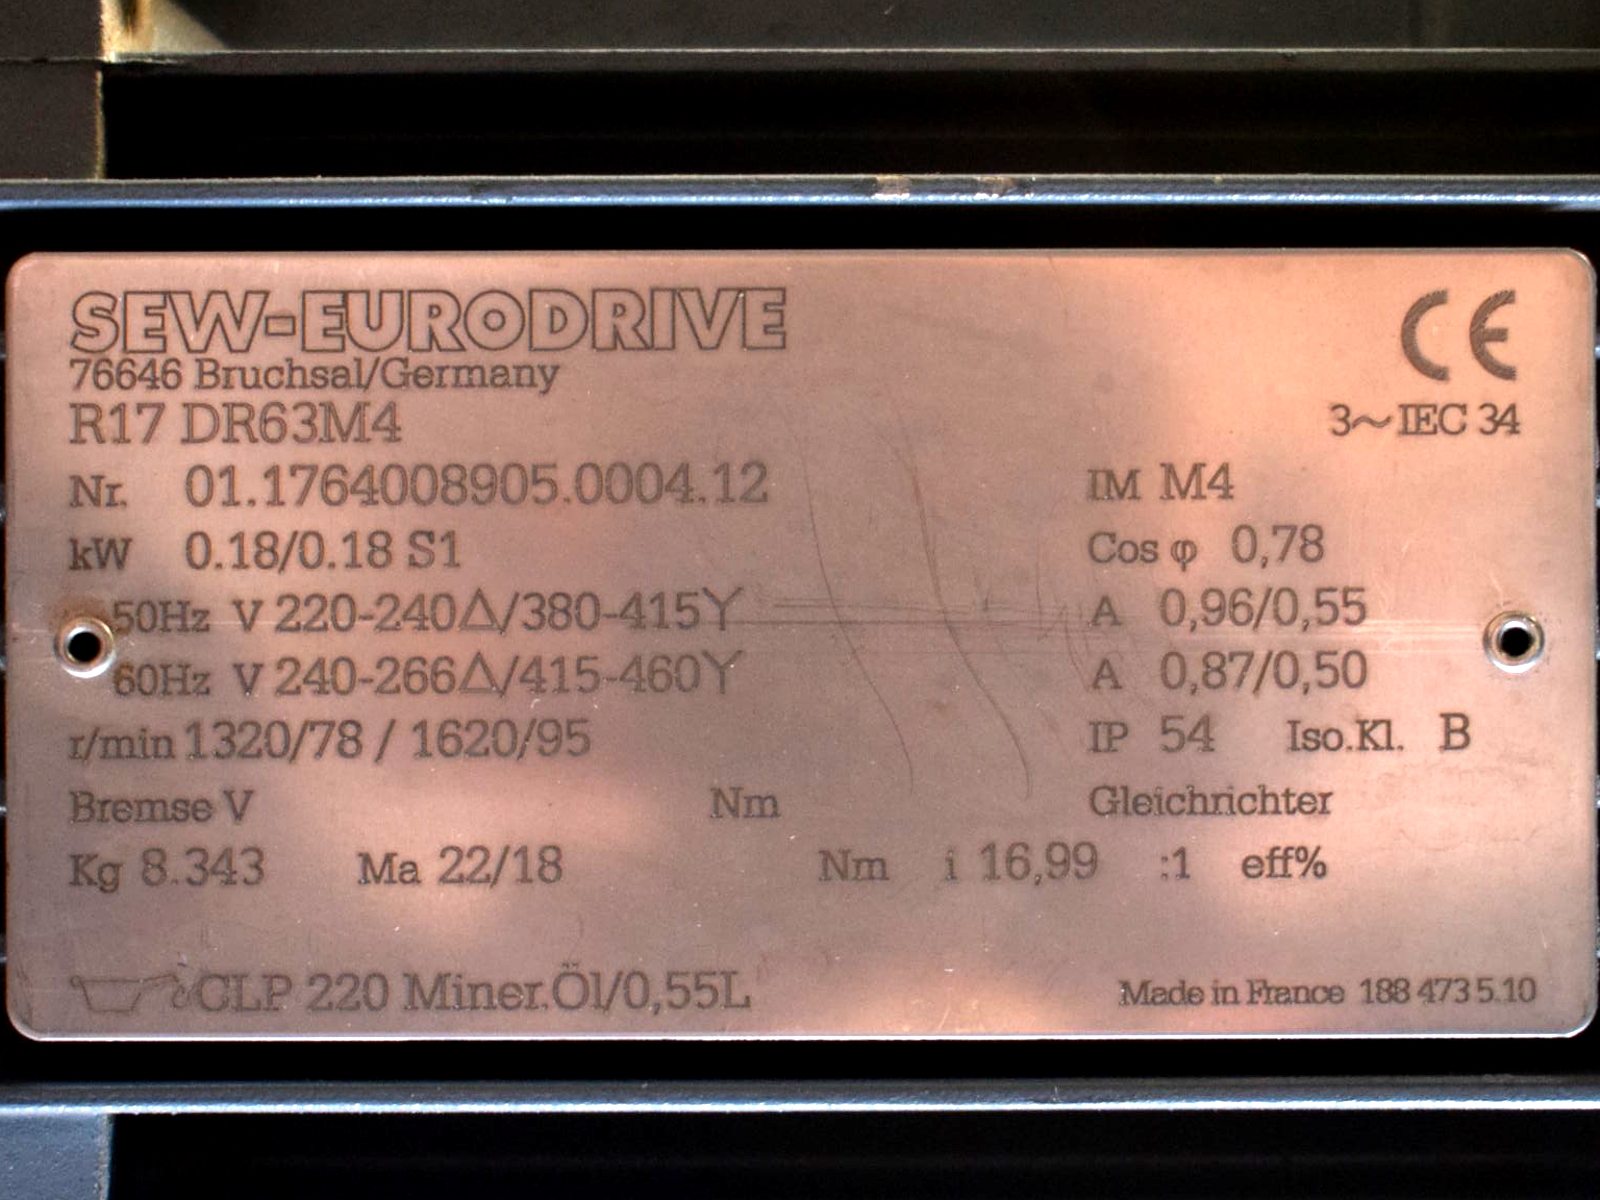 SEW-EURODRIVE
76646 Bruchsal/Germany
CE
R17 DR63M4
3~ IEC 34
Nr. 01.1764008905.0004.12 IM M4
kW 0.18/0.18 S1 Cos φ 0,78
50Hz V 220-240Δ/380-415Y A 0,96/0,55
60Hz V 240-266Δ/415-460Y A 0,87/0,50
r/min 1320/78 / 1620/95 IP 54 Iso.Kl. B
Bremse V Nm Gleichrichter
Kg 8.343 Ma 22/18 Nm i 16,99 :1 eff%
CLP 220 Miner.Öl/0,55L Made in France 188 473 5.10